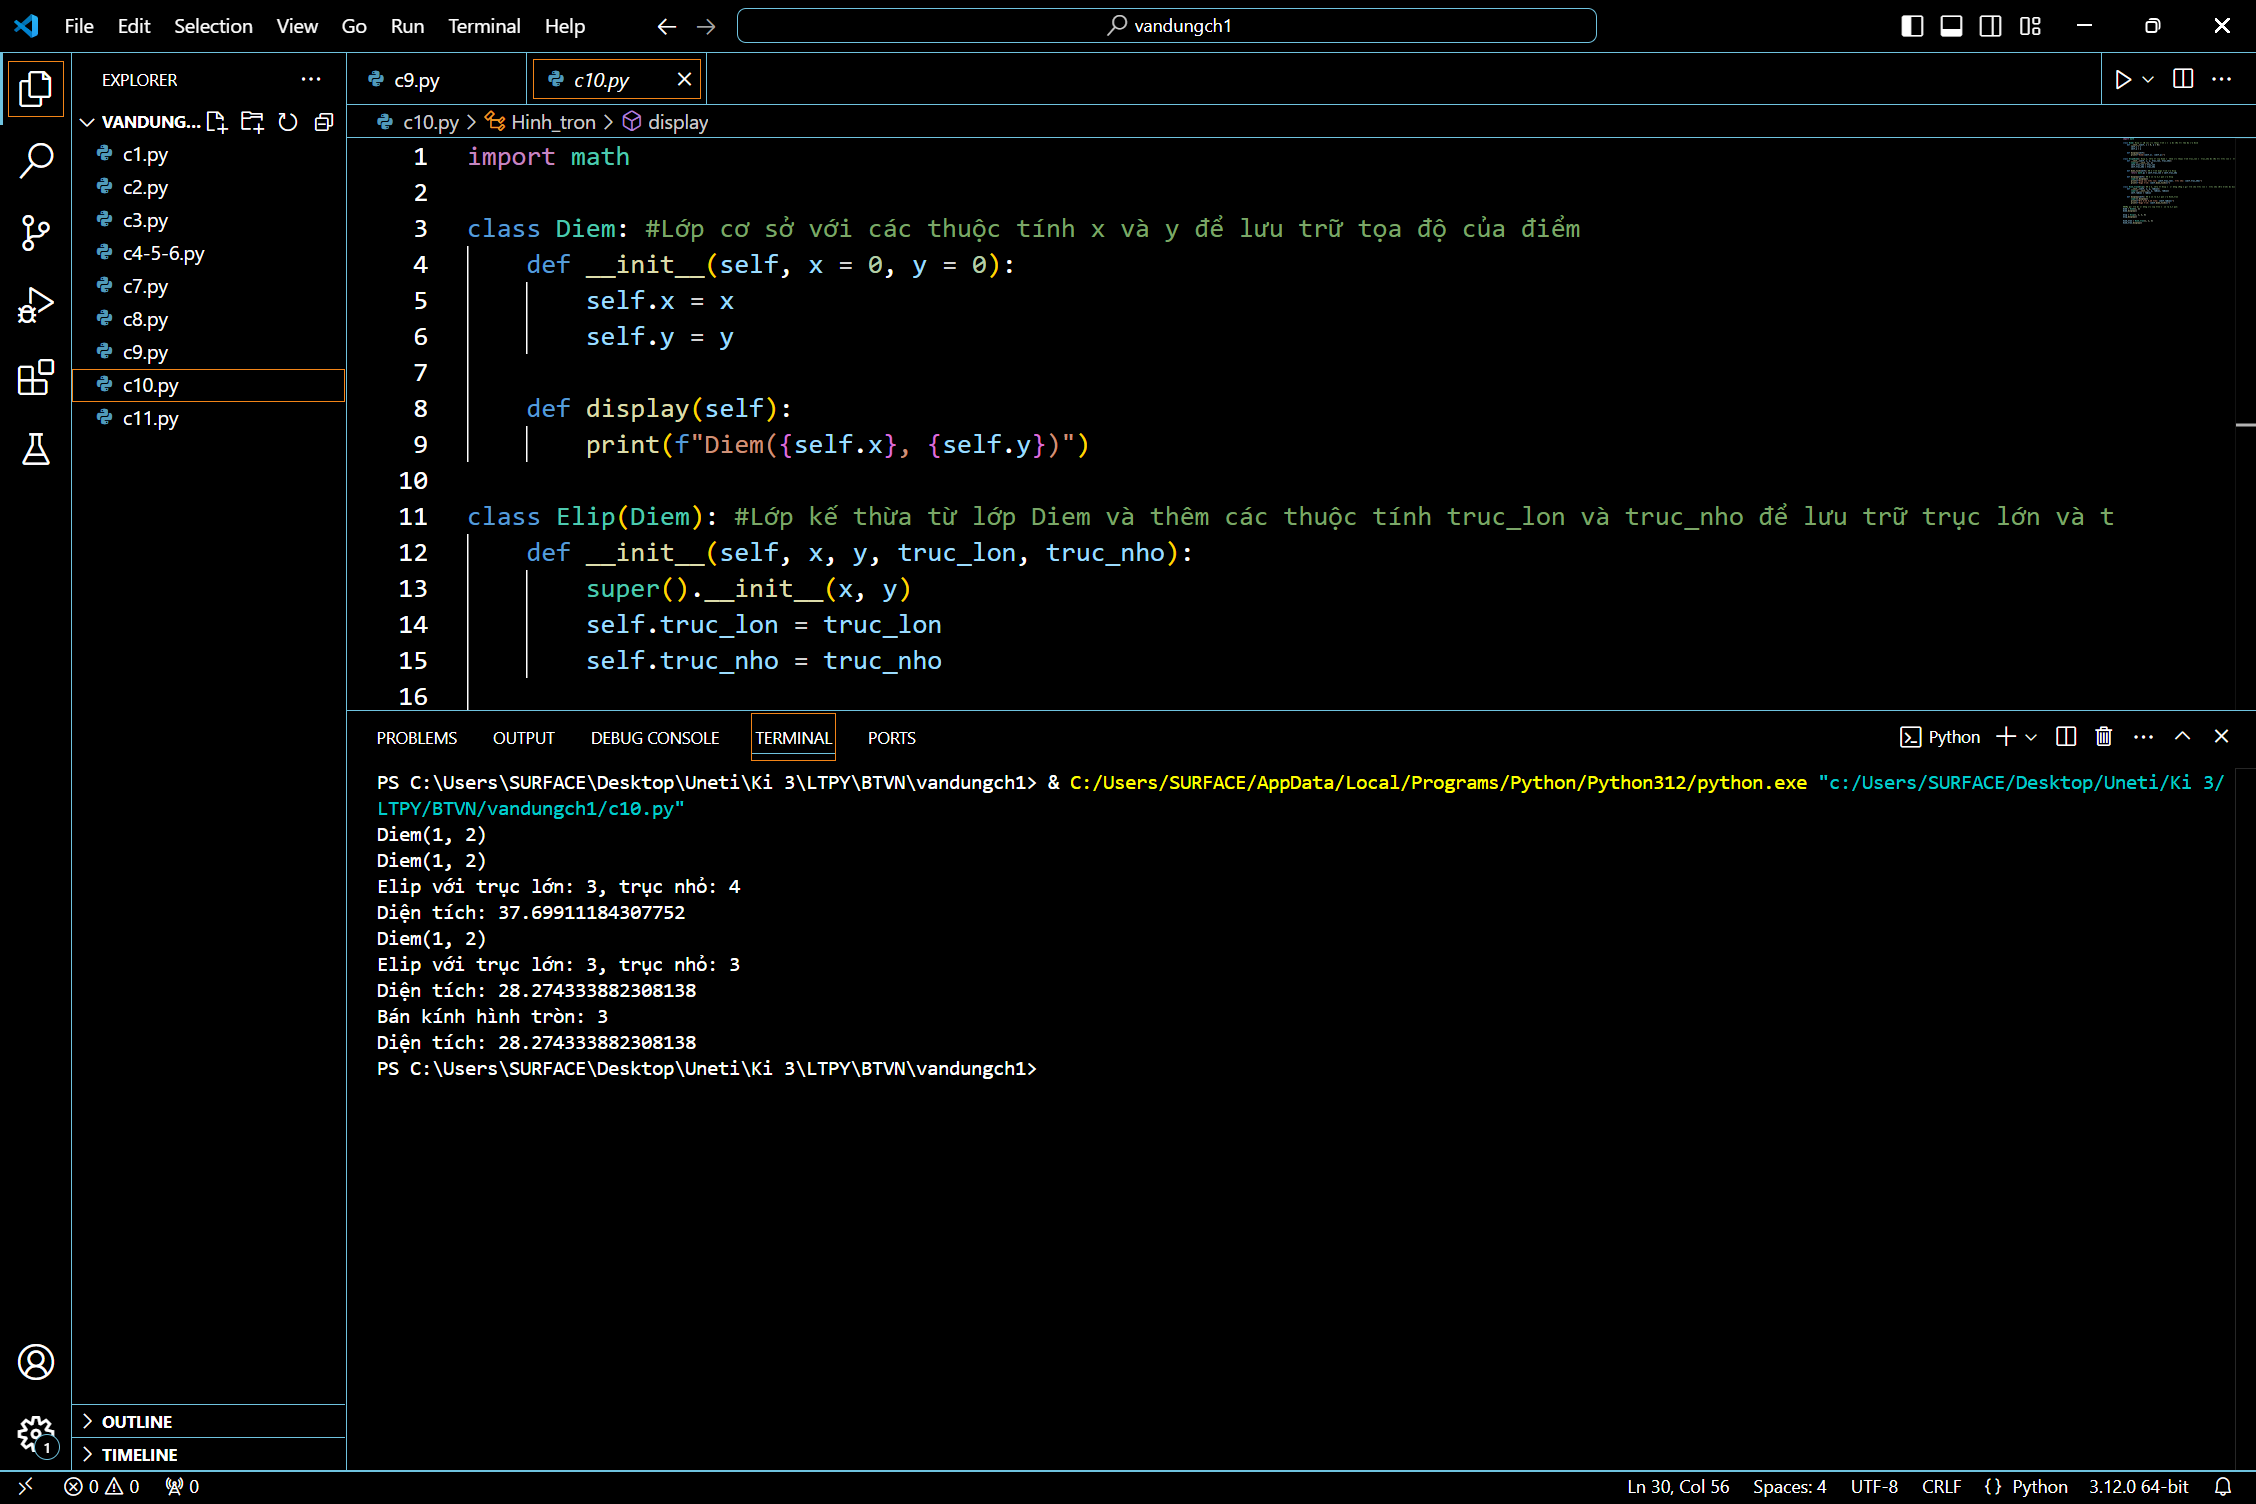 File Edit Selection View Go Run Terminal Help
vandungch1
EXPLORER
VANDUNG...
c1.py
c2.py
c3.py
c4-5-6.py
c7.py
c8.py
c9.py
c10.py
c11.py
OUTLINE
TIMELINE
c9.py
c10.py
c10.py > Hinh_tron > display
1 import math
2
3 class Diem: #Lớp cơ sở với các thuộc tính x và y để lưu trữ tọa độ của điểm
4     def __init__(self, x = 0, y = 0):
5         self.x = x
6         self.y = y
7
8     def display(self):
9         print(f"Diem({self.x}, {self.y})")
10
11 class Elip(Diem): #Lớp kế thừa từ lớp Diem và thêm các thuộc tính truc_lon và truc_nho để lưu trữ trục lớn và t
12     def __init__(self, x, y, truc_lon, truc_nho):
13         super().__init__(x, y)
14         self.truc_lon = truc_lon
15         self.truc_nho = truc_nho
16
PROBLEMS OUTPUT DEBUG CONSOLE TERMINAL PORTS
Python
PS C:\Users\SURFACE\Desktop\Uneti\Ki 3\LTPY\BTVN\vandungch1> & C:/Users/SURFACE/AppData/Local/Programs/Python/Python312/python.exe "c:/Users/SURFACE/Desktop/Uneti/Ki 3/
LTPY/BTVN/vandungch1/c10.py"
Diem(1, 2)
Diem(1, 2)
Elip với trục lớn: 3, trục nhỏ: 4
Diện tích: 37.69911184307752
Diem(1, 2)
Elip với trục lớn: 3, trục nhỏ: 3
Diện tích: 28.274333882308138
Bán kính hình tròn: 3
Diện tích: 28.274333882308138
PS C:\Users\SURFACE\Desktop\Uneti\Ki 3\LTPY\BTVN\vandungch1>
1
0 0 0
Ln 30, Col 56 Spaces: 4 UTF-8 CRLF {} Python 3.12.0 64-bit